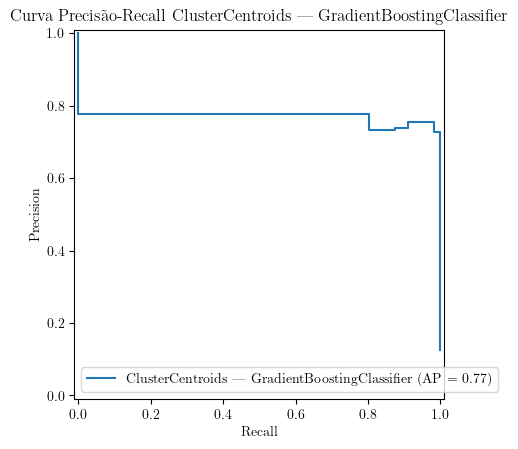 Curva Precisão-Recall ClusterCentroids — GradientBoostingClassifier
1.0
0.8
0.6
0.4
0.2
0.0
Precision
ClusterCentroids — GradientBoostingClassifier (AP = 0.77)
0.0 0.2 0.4 0.6 0.8 1.0
Recall